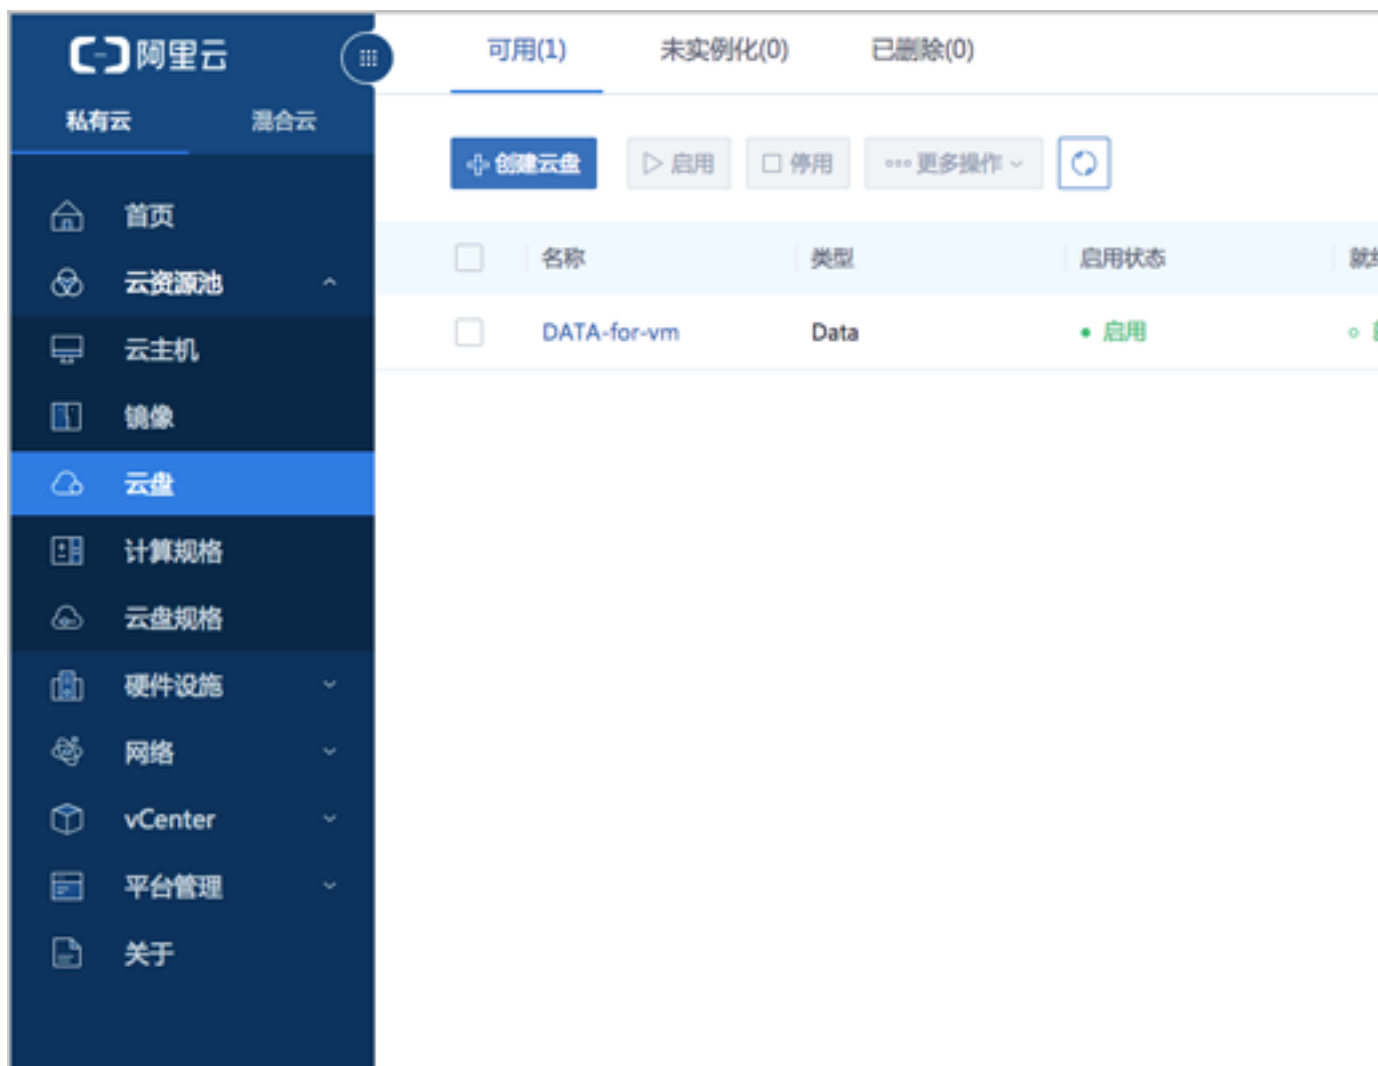 阿里云
私有云 混合云
首页
云资源池
云主机
镜像
云盘
计算规格
云盘规格
硬件设施
网络
vCenter
平台管理
关于
可用(1) 未实例化(0) 已删除(0)
创建云盘 启用 停用 更多操作
名称 类型 启用状态 就
DATA-for-vm Data 启用